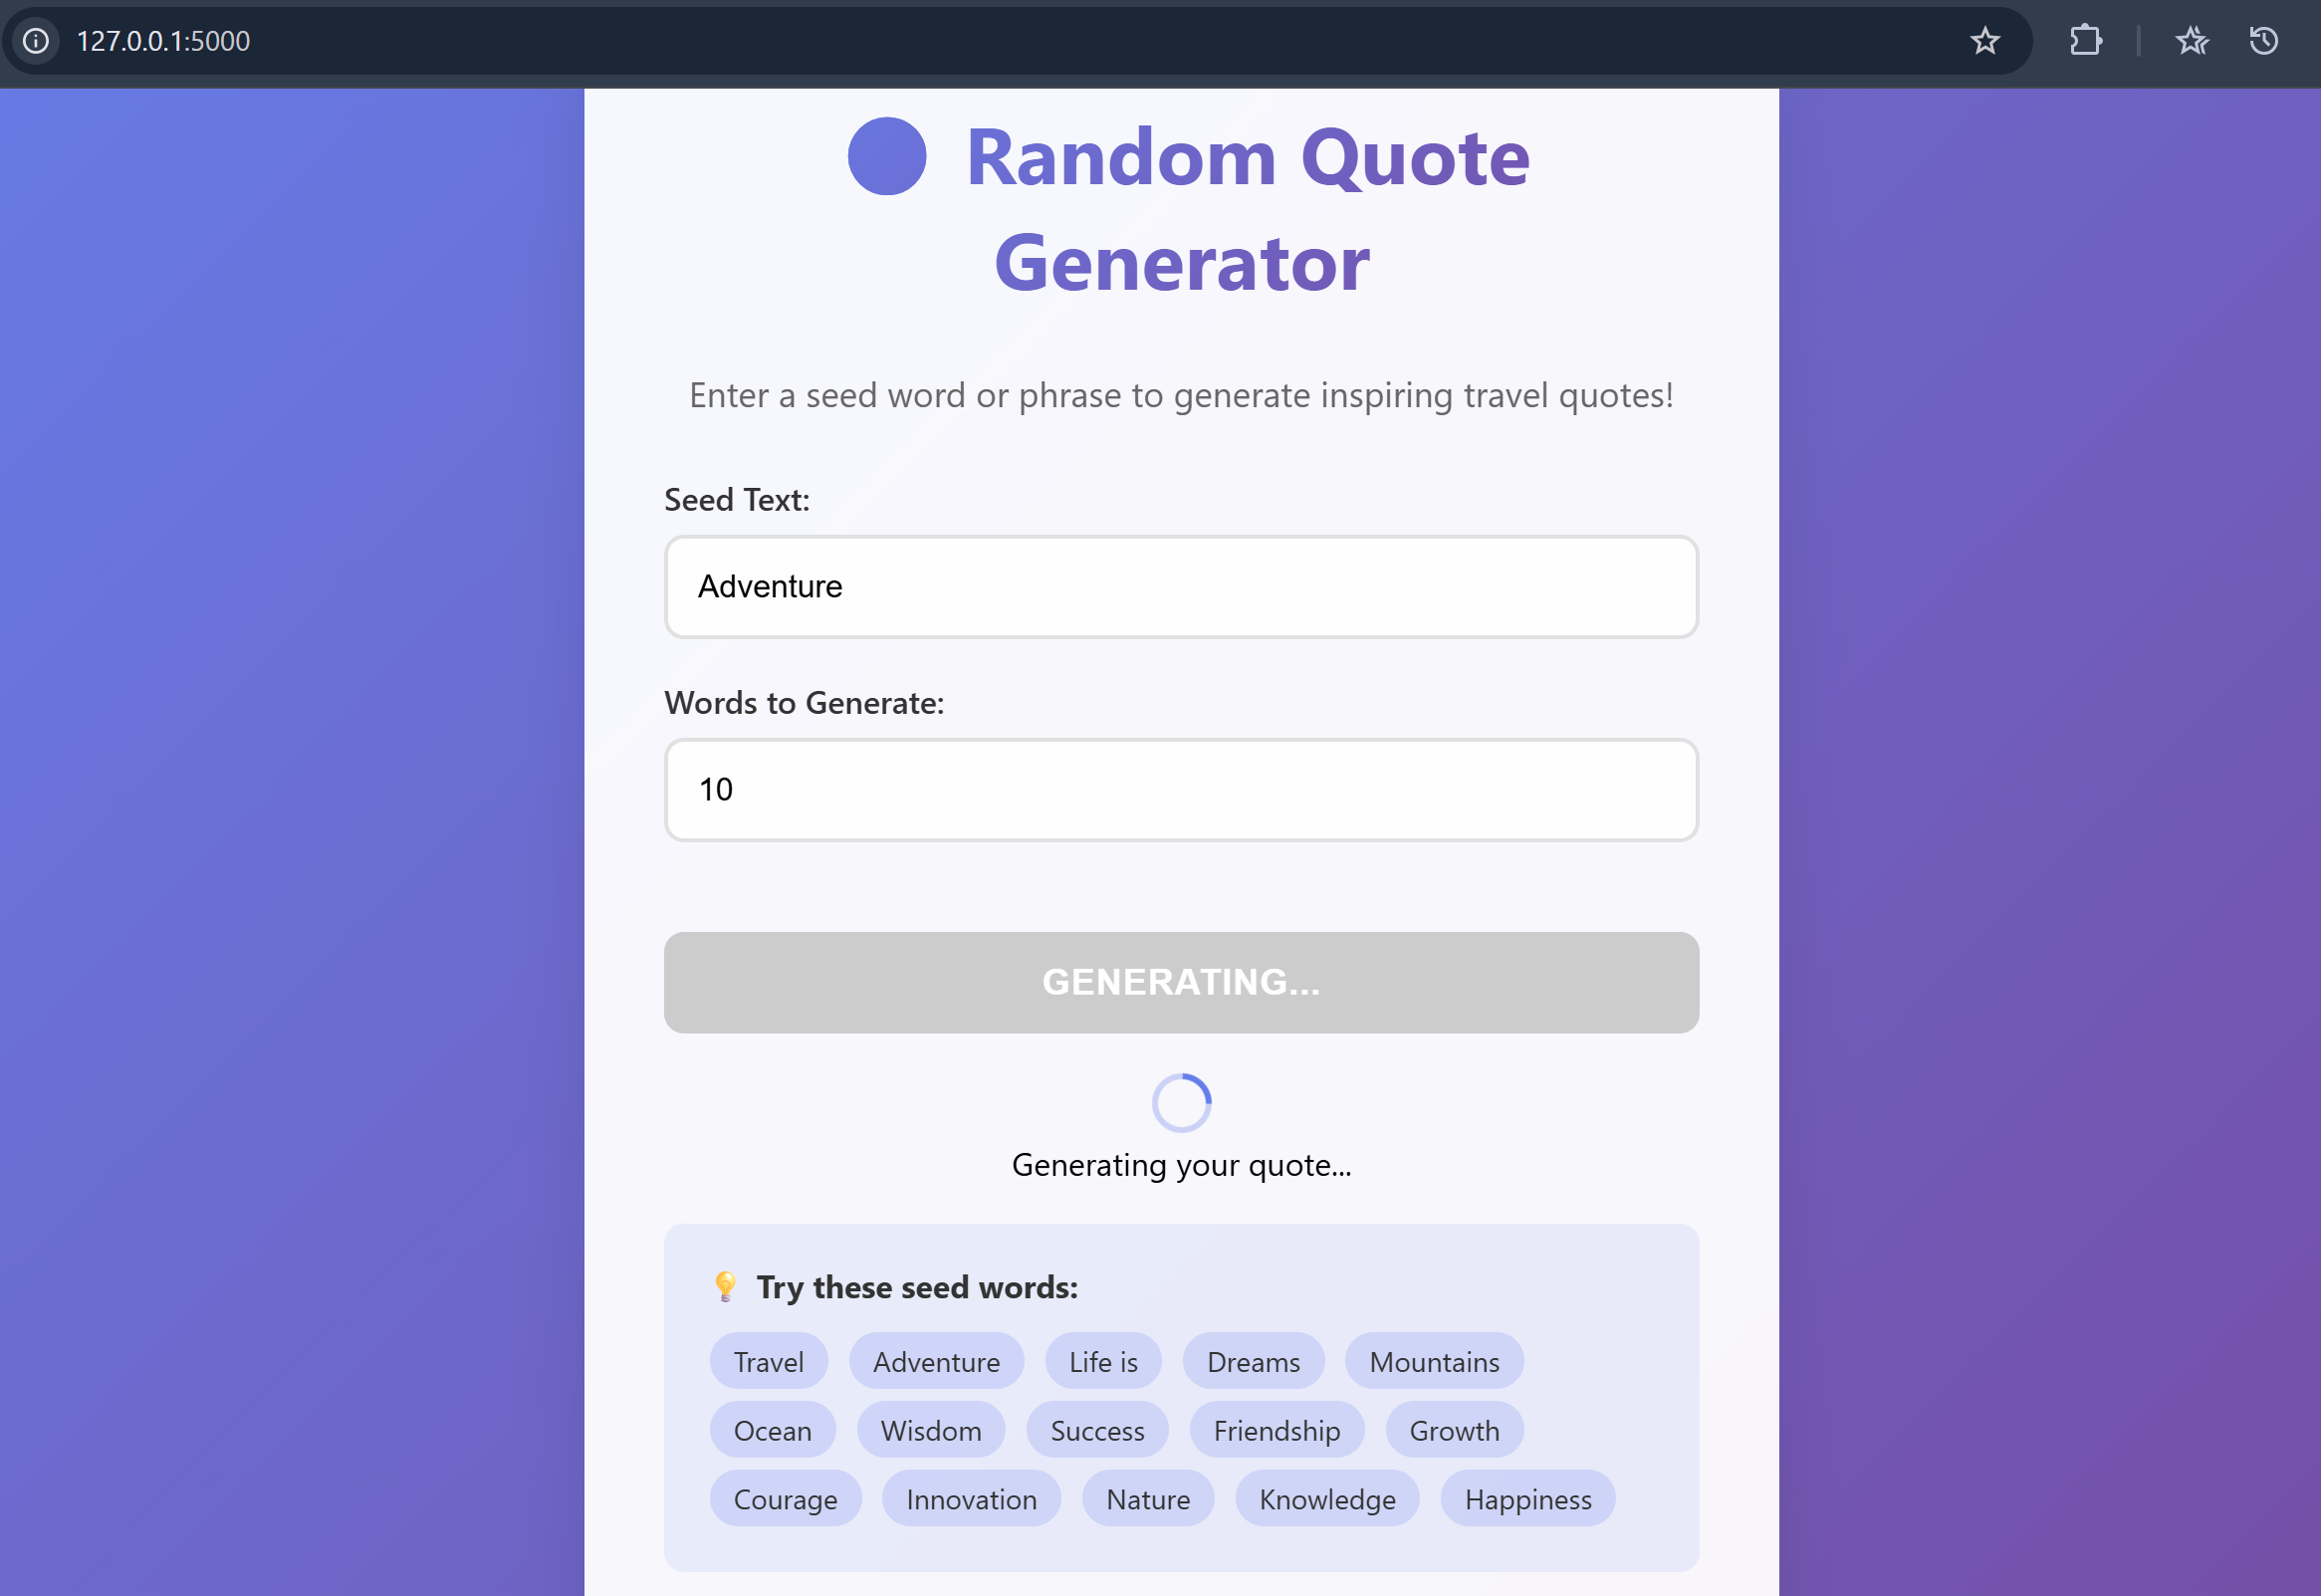 127.0.0.1:5000
Random Quote
Generator
Enter a seed word or phrase to generate inspiring travel quotes!
Seed Text:
Adventure
Words to Generate:
10
GENERATING...
Generating your quote...
💡 Try these seed words:
Travel Adventure Life is Dreams Mountains
Ocean Wisdom Success Friendship Growth
Courage Innovation Nature Knowledge Happiness